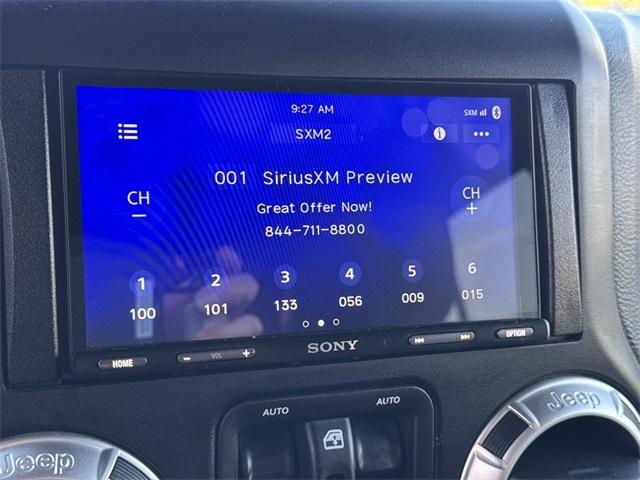 9:27 AM
SXM
SXM2
001 SiriusXM Preview
CH
−
CH
+
Great Offer Now!
844-711-8800
1 2 3 4 5 6
100 101 133 056 009 015
HOME − VOL + SONY OPTION
AUTO AUTO
Jeep Jeep